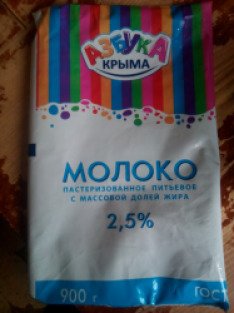 АЗБУКА
КРЫМА
МОЛОКО
ПАСТЕРИЗОВАННОЕ ПИТЬЕВОЕ
С МАССОВОЙ ДОЛЕЙ ЖИРА
2,5%
900 г
ГОСТ